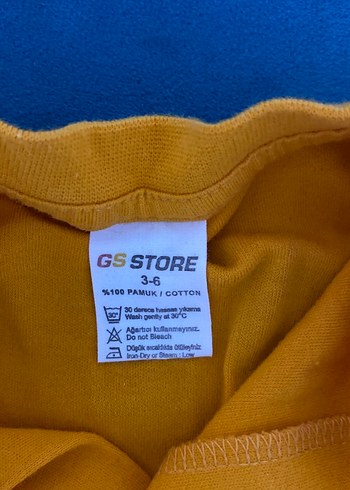 GS STORE
3-6
%100 PAMUK / COTTON
30°
30 derece hassas yıkama
Wash gently at 30°C
Ağartıcı kullanmayınız.
Do not Bleach
Düşük sıcaklıkta ütüleyiniz
Iron-Dry or Steam : Low